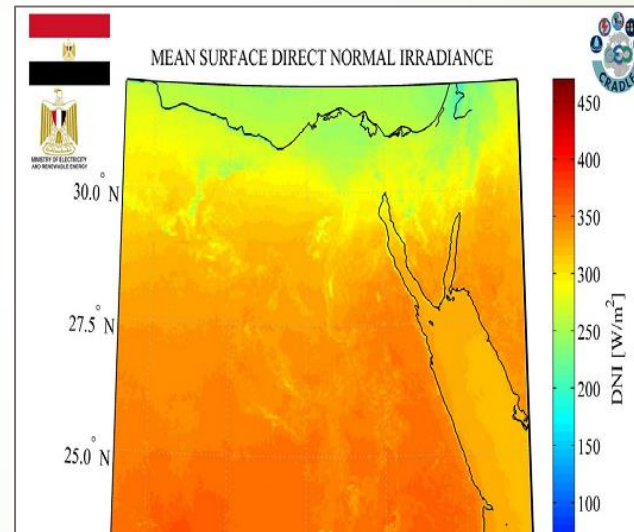 MEAN SURFACE DIRECT NORMAL IRRADIANCE
MINISTRY OF ELECTRICITY
AND RENEWABLE ENERGY
CRADLE
30.0° N
27.5° N
25.0° N
450
400
350
300
250
200
150
100
DNI [W/m²]